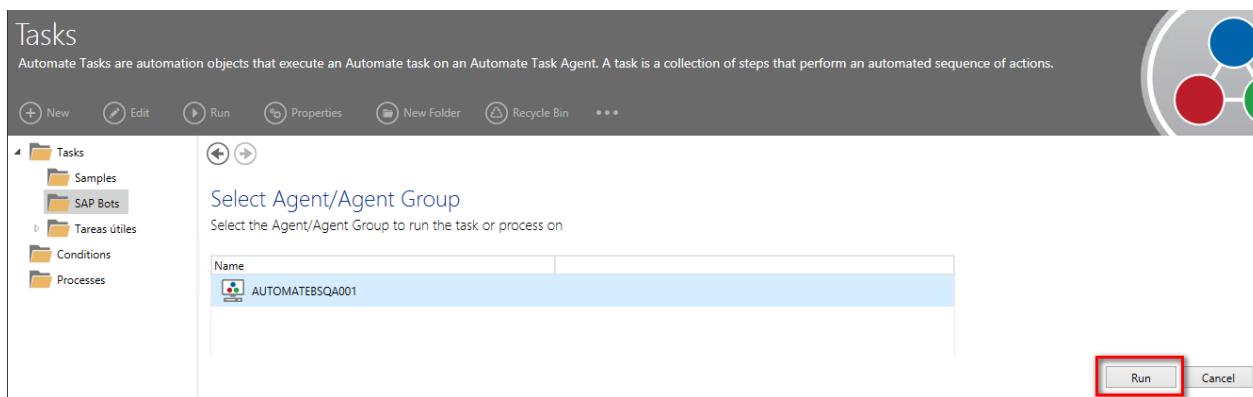 Tasks
Automate Tasks are automation objects that execute an Automate task on an Automate Task Agent. A task is a collection of steps that perform an automated sequence of actions.
New Edit Run Properties New Folder Recycle Bin
Tasks
Samples
SAP Bots
Tareas útiles
Conditions
Processes
Select Agent/Agent Group
Select the Agent/Agent Group to run the task or process on
Name
AUTOMATEBSQA001
Run Cancel